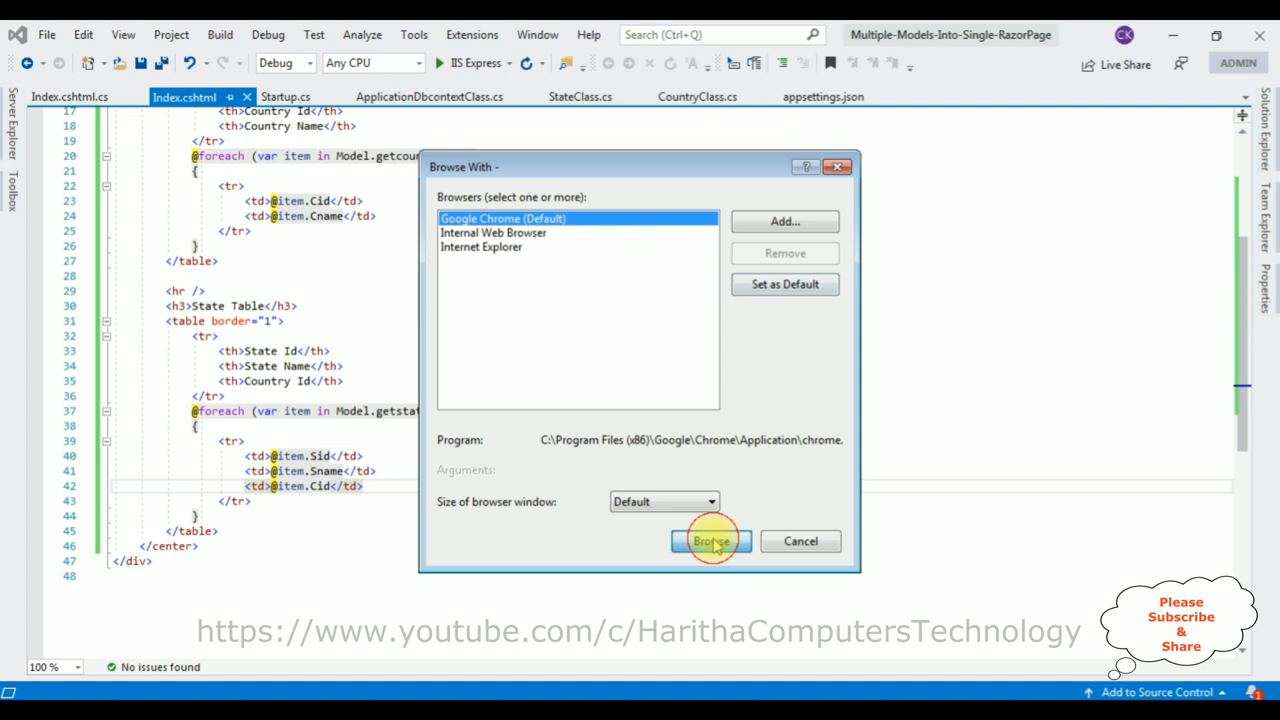 File Edit View Project Build Debug Test Analyze Tools Extensions Window Help Search (Ctrl+Q) Multiple-Models-Into-Single-RazorPage CK
Debug Any CPU IIS Express Live Share ADMIN
Index.cshtml.cs Index.cshtml Startup.cs ApplicationDbcontextClass.cs StateClass.cs CountryClass.cs appsettings.json
Server Explorer
Toolbox
Solution Explorer
Team Explorer
Properties
17 <th>Country Id</th>
18 <th>Country Name</th>
19 </tr>
20 @foreach (var item in Model.getcou
21 {
22 <tr>
23 <td>@item.Cid</td>
24 <td>@item.Cname</td>
25 </tr>
26 }
27 </table>
28
29 <hr />
30 <h3>State Table</h3>
31 <table border="1">
32 <tr>
33 <th>State Id</th>
34 <th>State Name</th>
35 <th>Country Id</th>
36 </tr>
37 @foreach (var item in Model.getstat
38 {
39 <tr>
40 <td>@item.Sid</td>
41 <td>@item.Sname</td>
42 <td>@item.Cid</td>
43 </tr>
44 }
45 </table>
46 </center>
47 </div>
48
Browse With -
Browsers (select one or more):
Google Chrome (Default)
Internal Web Browser
Internet Explorer
Add...
Remove
Set as Default
Program: C:\Program Files (x86)\Google\Chrome\Application\chrome.
Arguments:
Size of browser window: Default
Browse Cancel
https://www.youtube.com/c/HarithaComputersTechnology
Please
Subscribe
&
Share
100 % No issues found
Add to Source Control 1